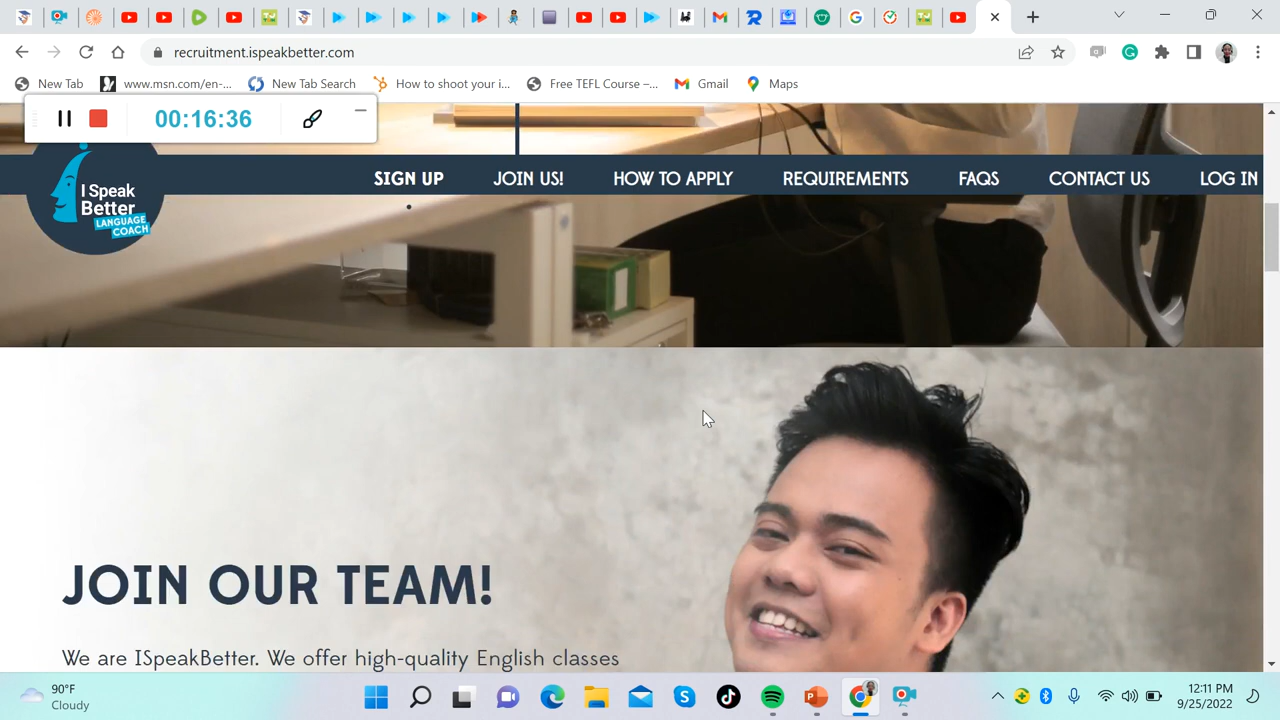 recruitment.ispeakbetter.com
New Tab
www.msn.com/en-...
New Tab Search
How to shoot your i...
Free TEFL Course –...
Gmail
Maps
00:16:36
I Speak
Better
LANGUAGE
COACH
SIGN UP
JOIN US!
HOW TO APPLY
REQUIREMENTS
FAQS
CONTACT US
LOG IN
JOIN OUR TEAM!
We are ISpeakBetter. We offer high-quality English classes
90°F
Cloudy
12:11 PM
9/25/2022